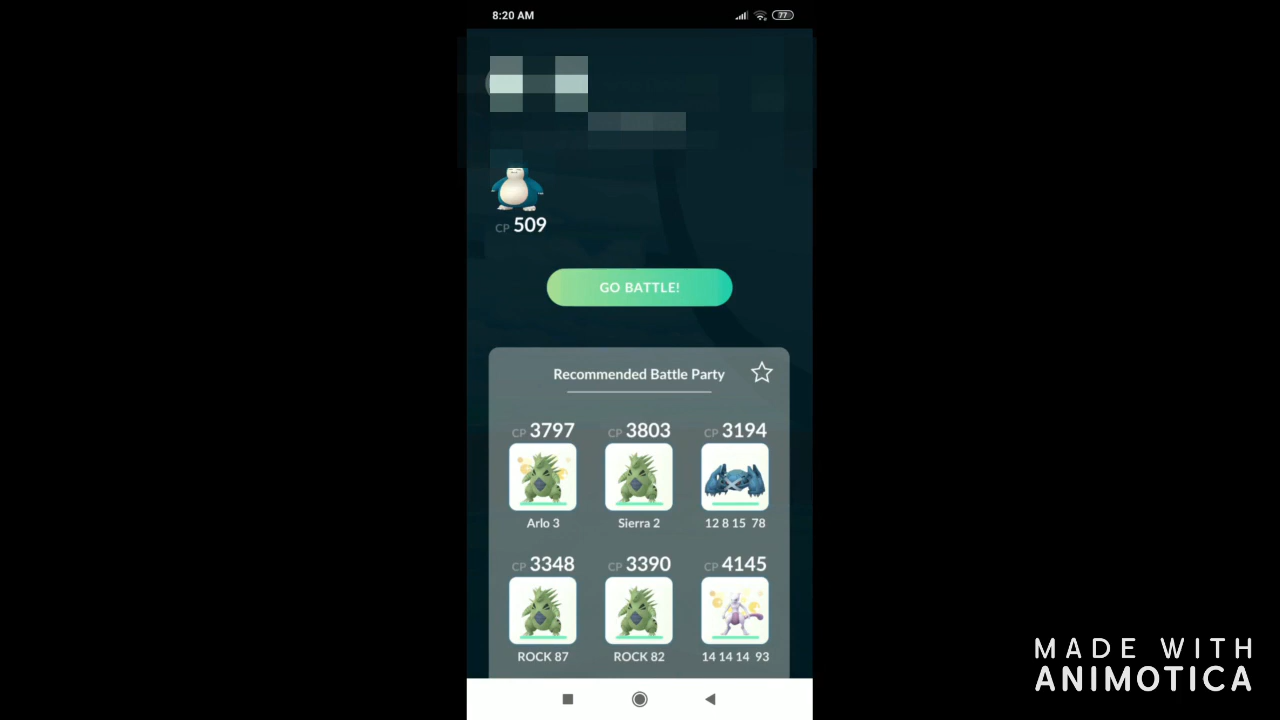 8:20 AM
77
CP 509
GO BATTLE!
Recommended Battle Party
CP 3797 CP 3803 CP 3194
Arlo 3 Sierra 2 12 8 15 78
CP 3348 CP 3390 CP 4145
ROCK 87 ROCK 82 14 14 14 93
MADE WITH
ANIMOTICA